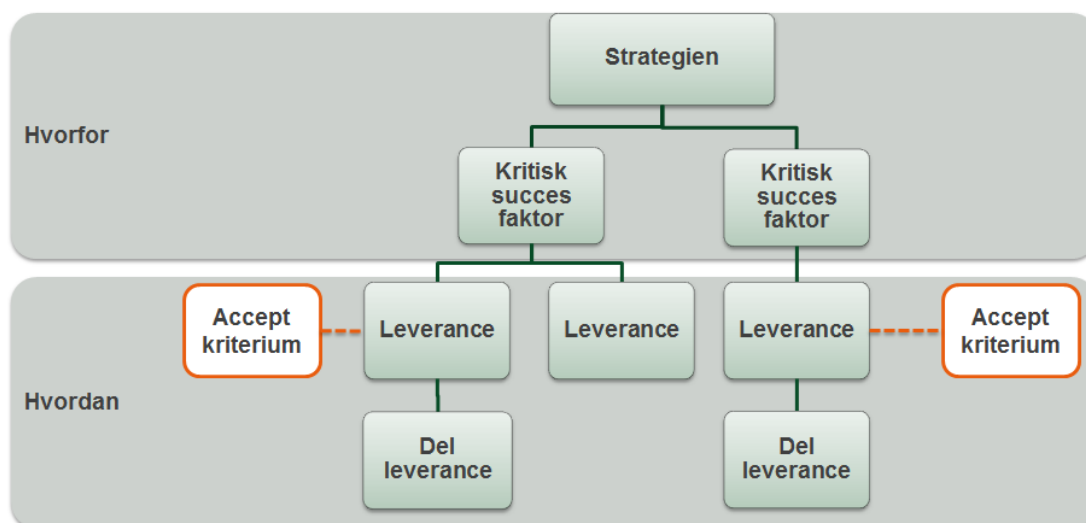 Strategien
Hvorfor
Kritisk
succes
faktor
Kritisk
succes
faktor
Accept
kriterium
Leverance
Leverance
Leverance
Accept
kriterium
Hvordan
Del
leverance
Del
leverance